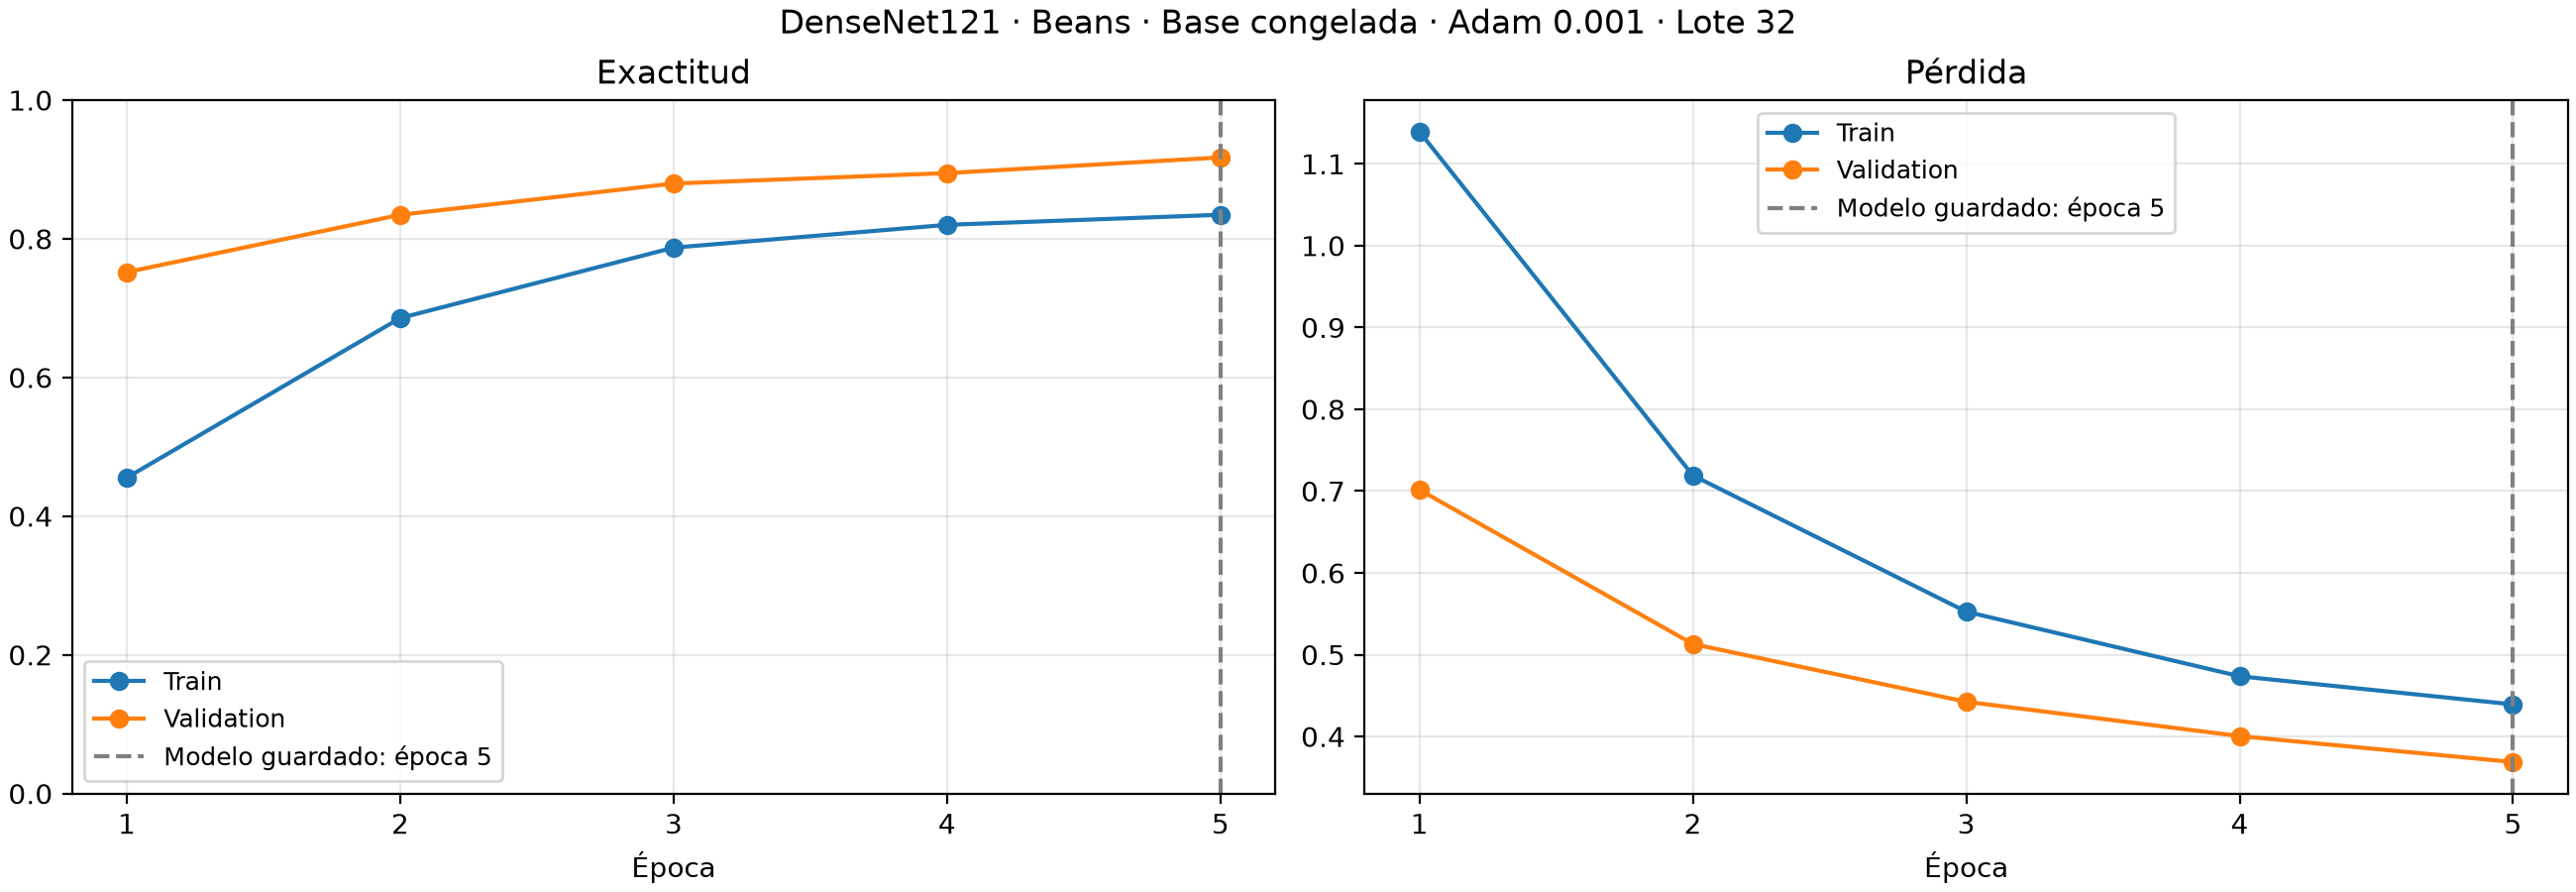 DenseNet121 · Beans · Base congelada · Adam 0.001 · Lote 32
Exactitud
1.0
0.8
0.6
0.4
0.2
0.0
Train
Validation
Modelo guardado: época 5
1 2 3 4 5
Época
Pérdida
1.1
1.0
0.9
0.8
0.7
0.6
0.5
0.4
Train
Validation
Modelo guardado: época 5
1 2 3 4 5
Época